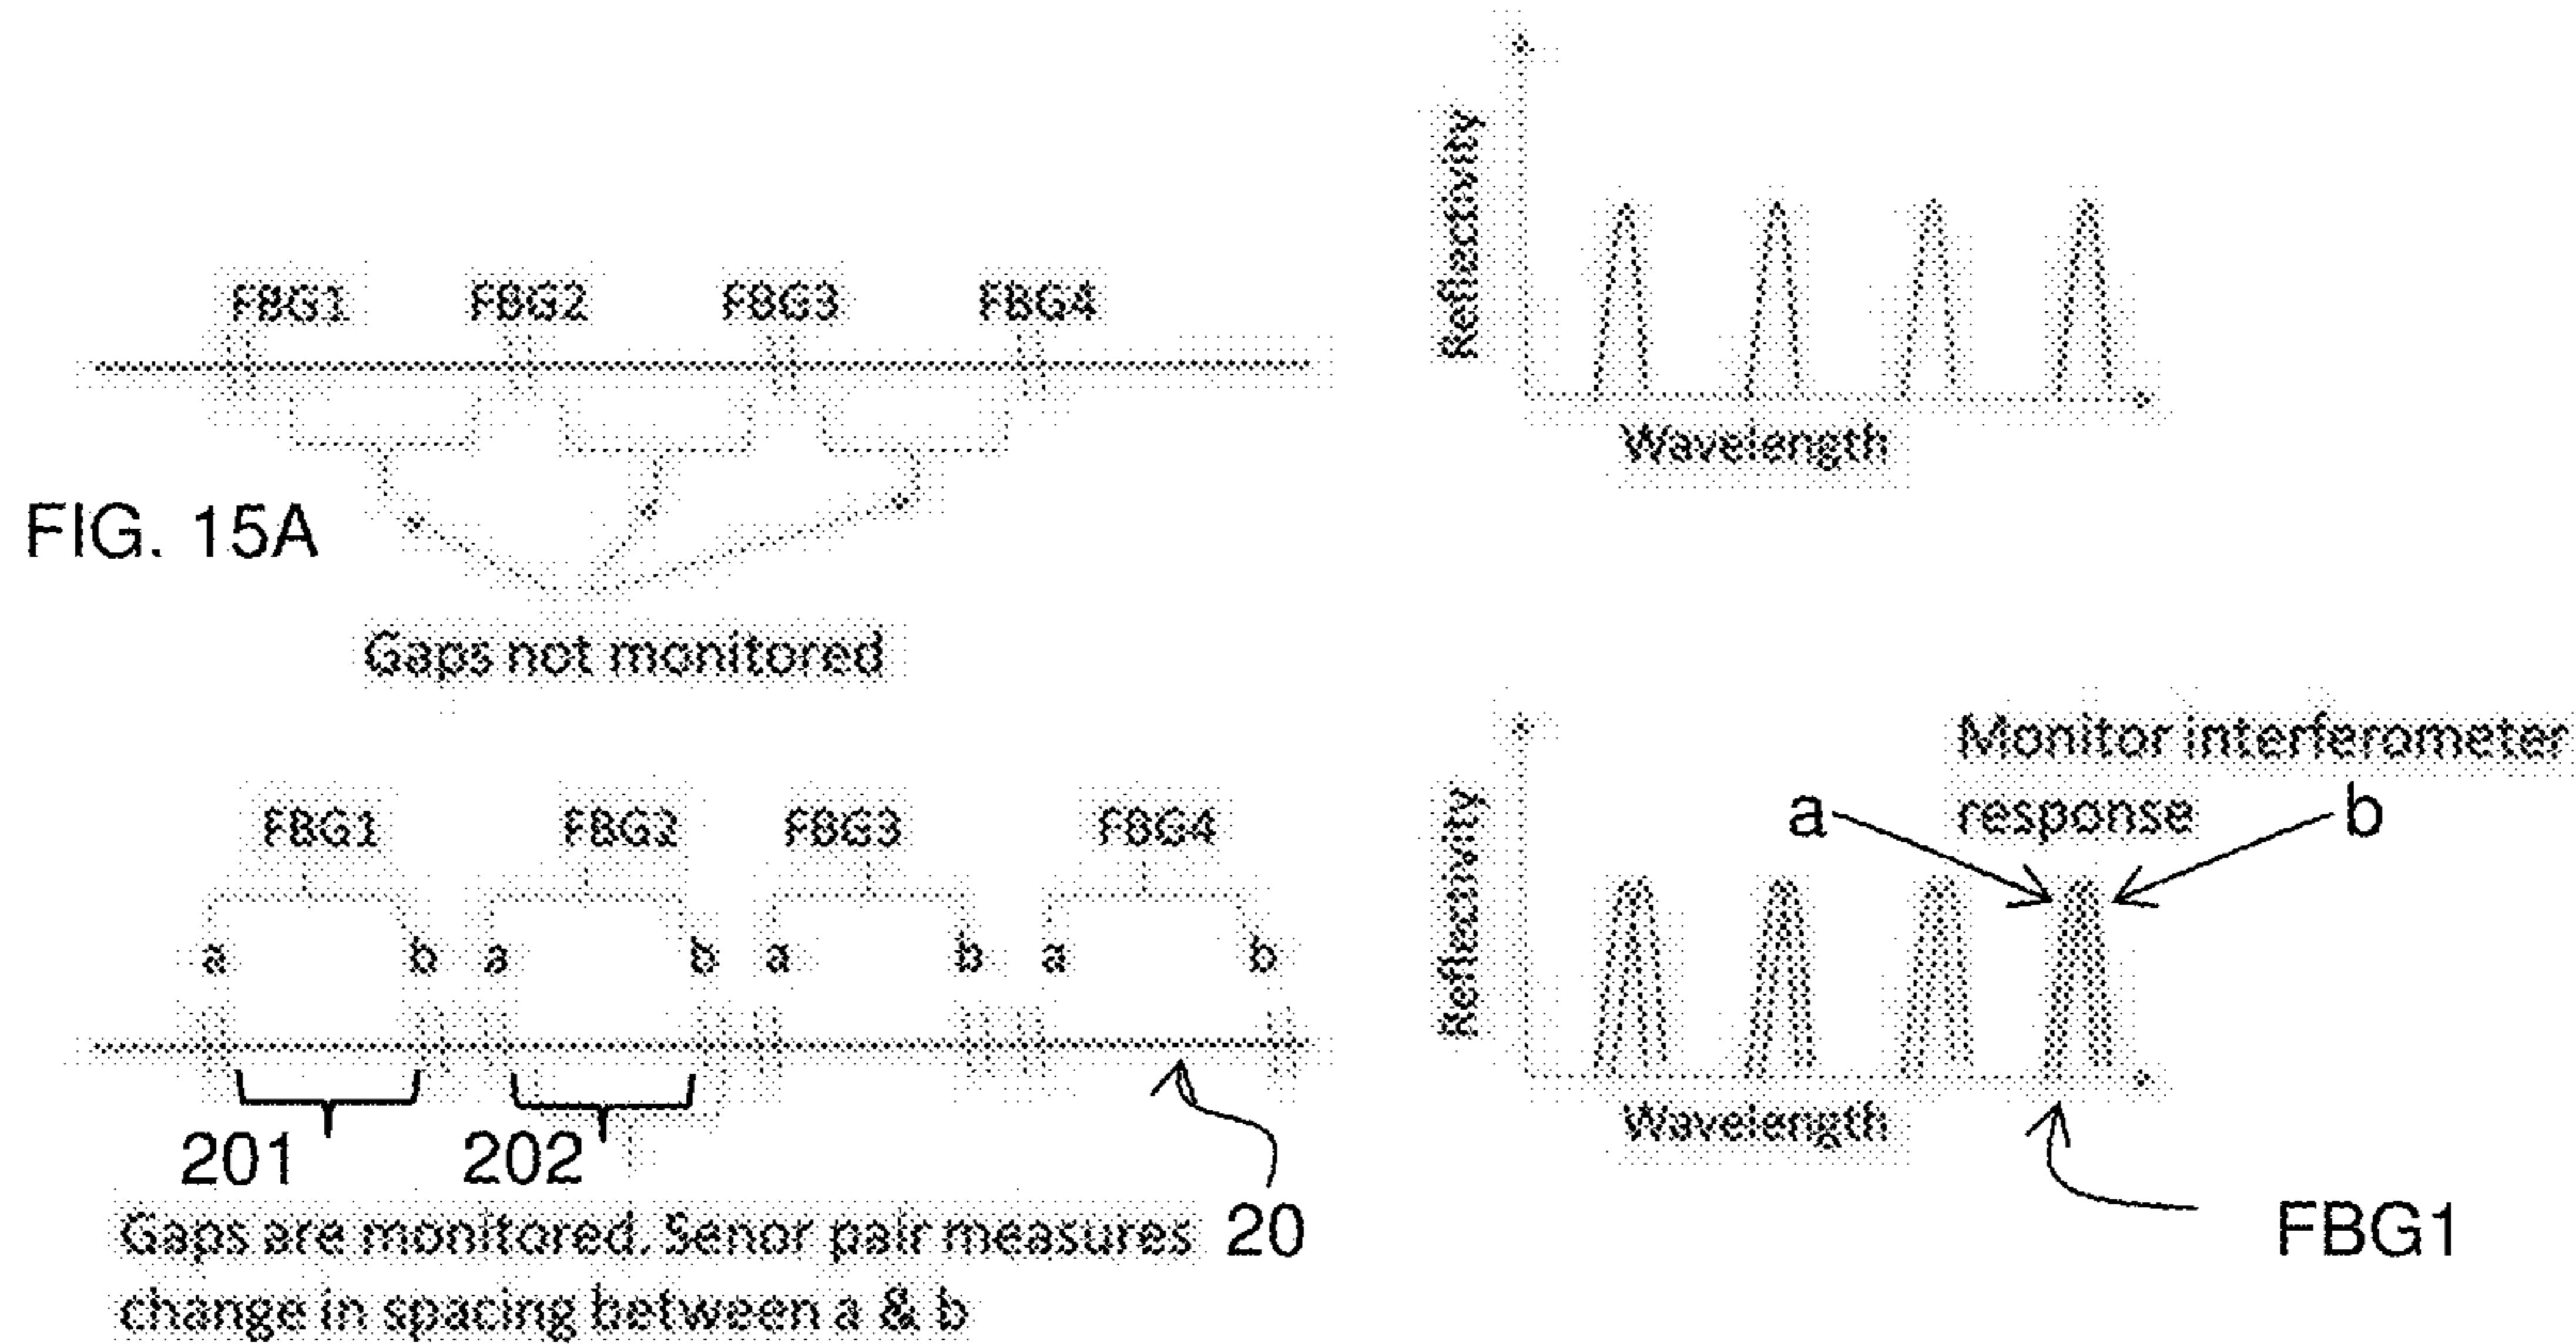 FBG1 FBG2 FBG3 FBG4
Reflectivity
Wavelength
FIG. 15A
Gaps not monitored
FBG1 FBG2 FBG3 FBG4
a b a b a b a b
201 202
20
Gaps are monitored. Senor pair measures
change in spacing between a & b
Monitor interferometer
response
a b
Reflectivity
Wavelength
FBG1